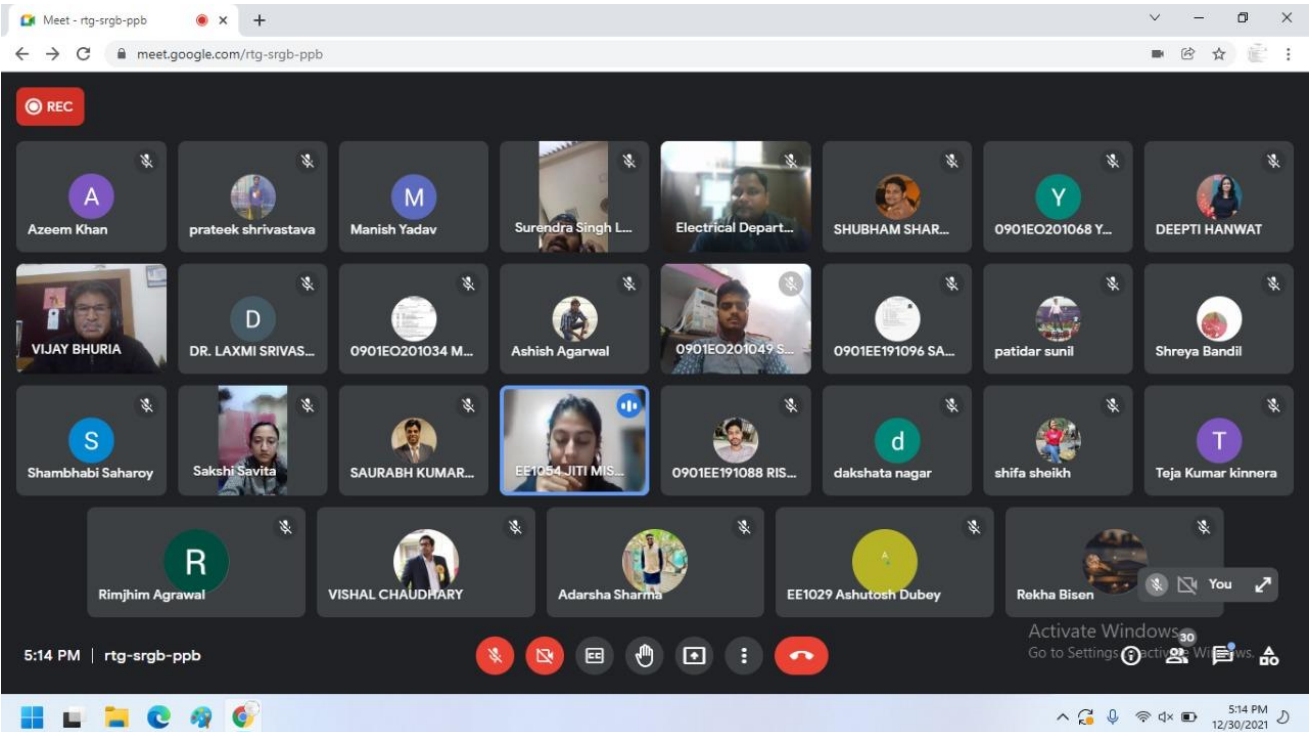 Meet - rtg-srgb-ppb
meet.google.com/rtg-srgb-ppb
REC
A
Azeem Khan
prateek shrivastava
M
Manish Yadav
Surendra Singh L...
Electrical Depart...
SHUBHAM SHAR...
Y
0901EO201068 Y...
DEEPTI HANWAT
VIJAY BHURIA
D
DR. LAXMI SRIVAS...
0901EO201034 M...
Ashish Agarwal
0901EO201049 S...
0901EE191096 SA...
patidar sunil
Shreya Bandil
S
Shambhabi Saharoy
Sakshi Savita
SAURABH KUMAR...
EE1054 JITI MIS...
0901EE191088 RIS...
d
dakshata nagar
shifa sheikh
T
Teja Kumar kinnera
R
Rimjhim Agrawal
VISHAL CHAUDHARY
Adarsha Sharma
A
EE1029 Ashutosh Dubey
Rekha Bisen
You
Activate Windows
Go to Settings to activate Windows.
30
5:14 PM | rtg-srgb-ppb
CC
5:14 PM
12/30/2021